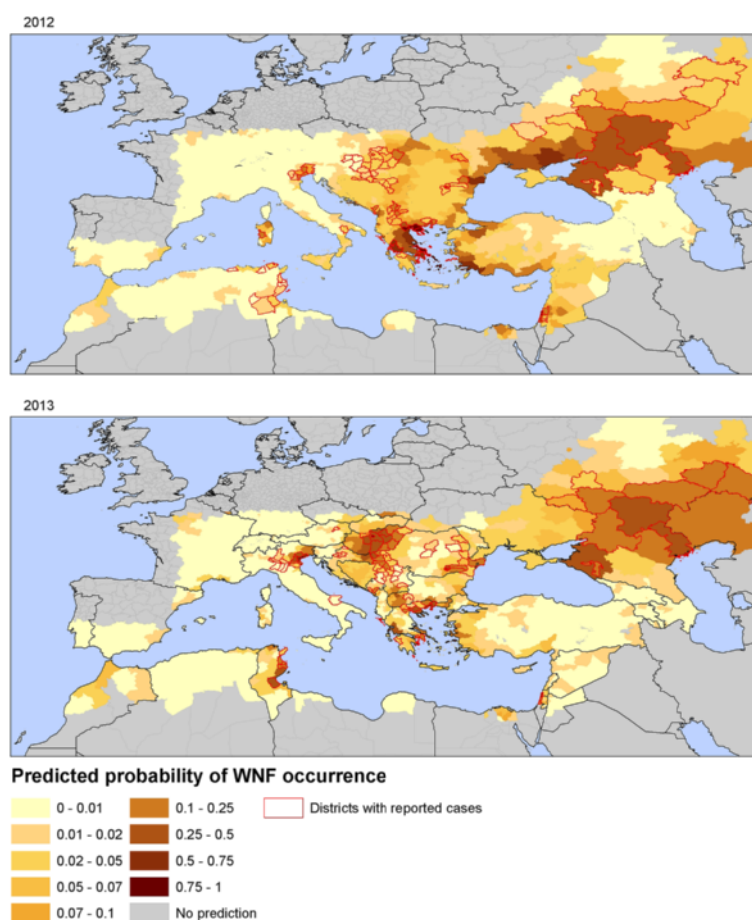 2012
2013
Predicted probability of WNF occurrence
0 - 0.01
0.01 - 0.02
0.02 - 0.05
0.05 - 0.07
0.07 - 0.1
0.1 - 0.25
0.25 - 0.5
0.5 - 0.75
0.75 - 1
No prediction
Districts with reported cases